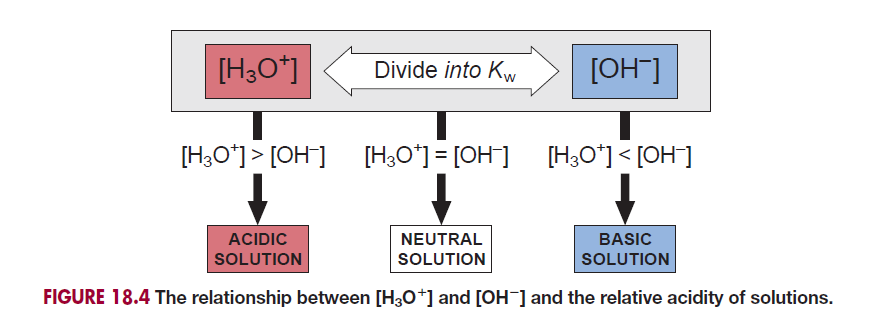 [H₃O⁺] Divide into Kw [OH⁻]
[H₃O⁺] > [OH⁻] [H₃O⁺] = [OH⁻] [H₃O⁺] < [OH⁻]
ACIDIC
SOLUTION
NEUTRAL
SOLUTION
BASIC
SOLUTION
FIGURE 18.4 The relationship between [H₃O⁺] and [OH⁻] and the relative acidity of solutions.